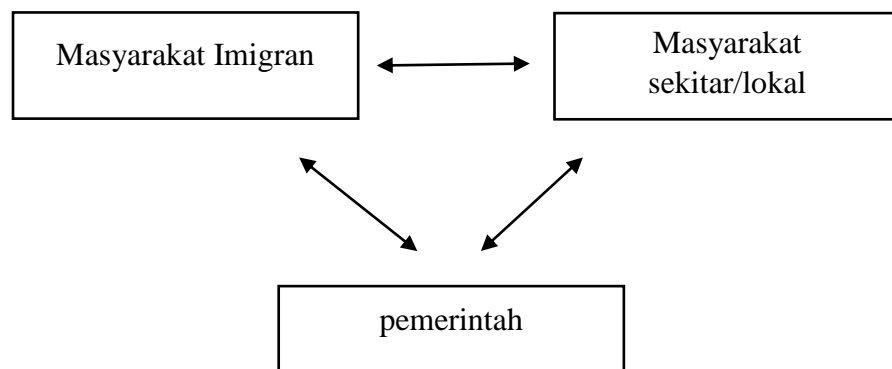 Masyarakat Imigran
Masyarakat
sekitar/lokal
pemerintah